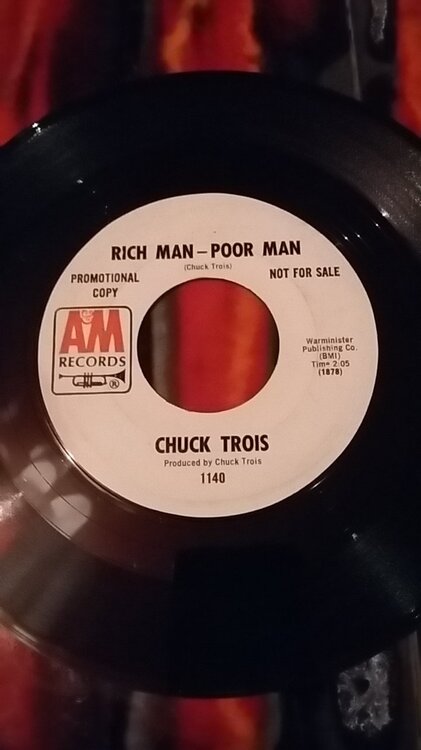 RICH MAN – POOR MAN
(Chuck Trois)
PROMOTIONAL
COPY
NOT FOR SALE
A&M
RECORDS
®
Warminister
Publishing Co.
(BMI)
Time 2:05
(1878)
CHUCK TROIS
Produced by Chuck Trois
1140